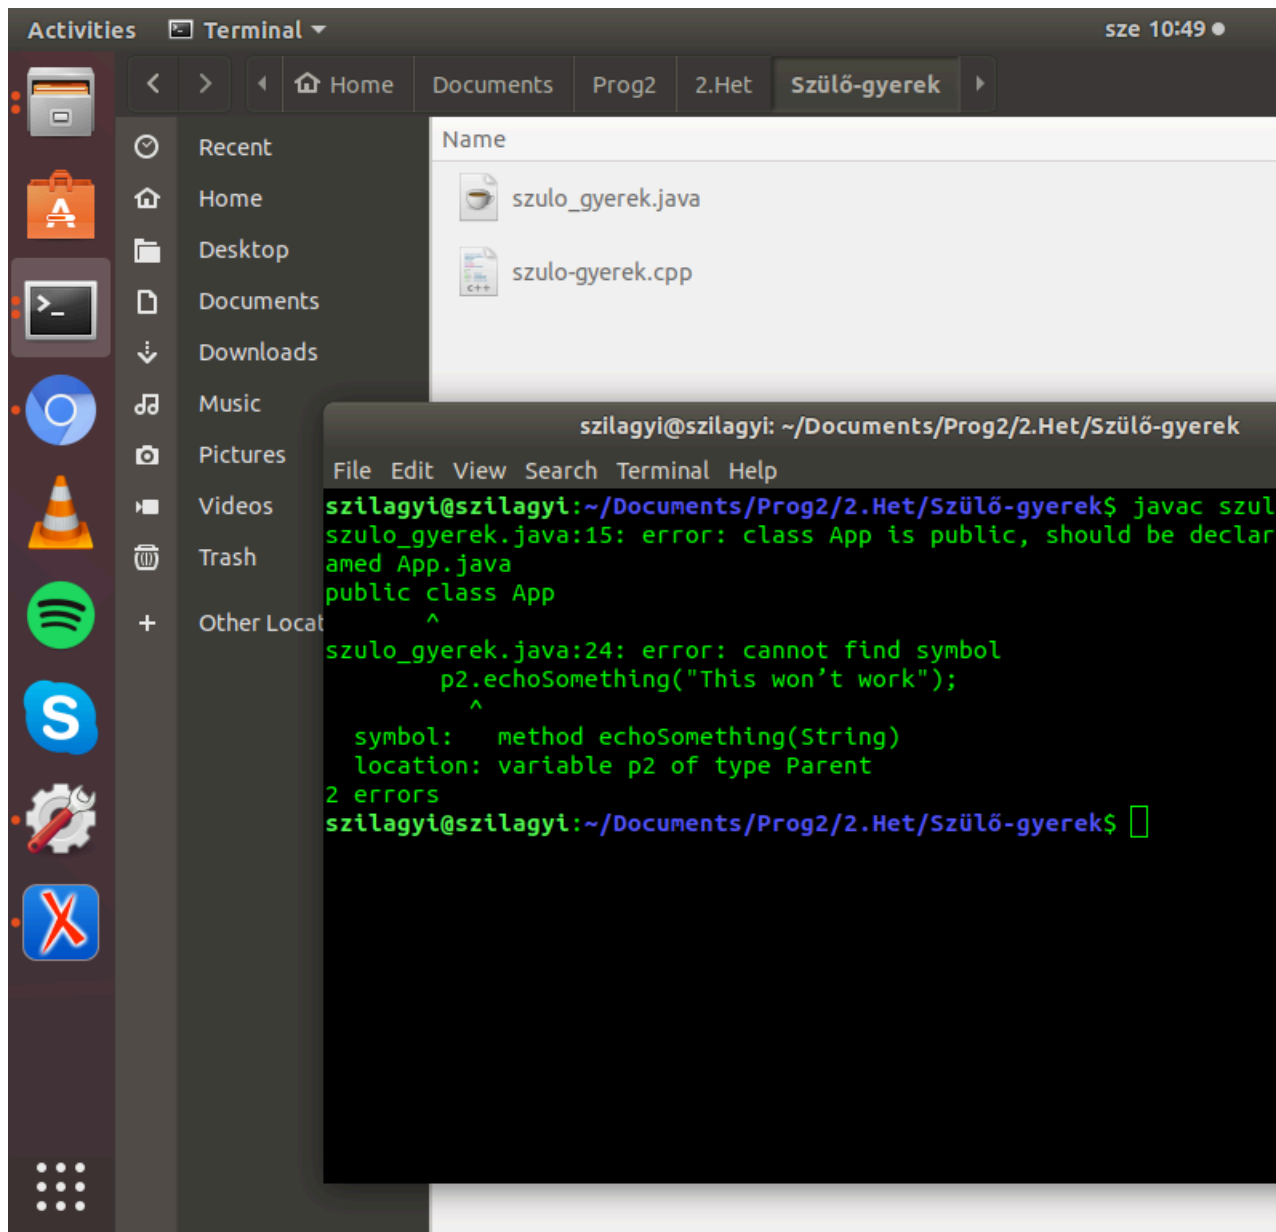 Activities Terminal sze 10:49
Home Documents Prog2 2.Het Szülő-gyerek
Recent
Home
Desktop
Documents
Downloads
Music
Pictures
Videos
Trash
Other Locat
Name
szulo_gyerek.java
szulo-gyerek.cpp
c++
szilagyi@szilagyi: ~/Documents/Prog2/2.Het/Szülő-gyerek
File Edit View Search Terminal Help
szilagyi@szilagyi:~/Documents/Prog2/2.Het/Szülő-gyerek$ javac szul
szulo_gyerek.java:15: error: class App is public, should be declar
amed App.java
public class App
^
szulo_gyerek.java:24: error: cannot find symbol
p2.echoSomething("This won’t work");
^
symbol: method echoSomething(String)
location: variable p2 of type Parent
2 errors
szilagyi@szilagyi:~/Documents/Prog2/2.Het/Szülő-gyerek$